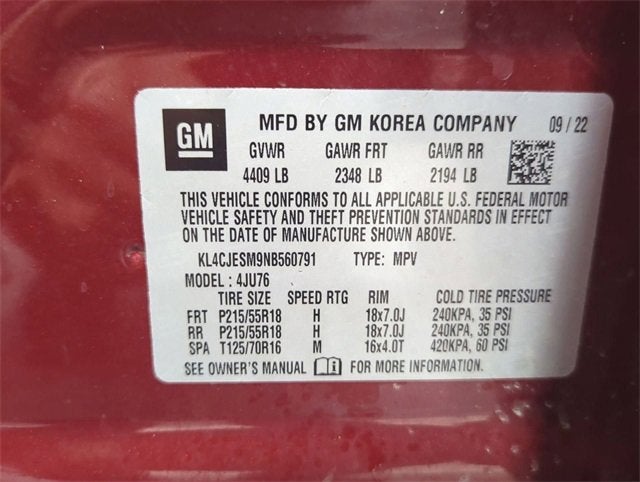 GM MFD BY GM KOREA COMPANY 09 / 22
GVWR GAWR FRT GAWR RR
4409 LB 2348 LB 2194 LB
THIS VEHICLE CONFORMS TO ALL APPLICABLE U.S. FEDERAL MOTOR
VEHICLE SAFETY AND THEFT PREVENTION STANDARDS IN EFFECT
ON THE DATE OF MANUFACTURE SHOWN ABOVE.
KL4CJESM9NB560791 TYPE: MPV
MODEL : 4JU76
TIRE SIZE SPEED RTG RIM COLD TIRE PRESSURE
FRT P215/55R18 H 18x7.0J 240KPA, 35 PSI
RR P215/55R18 H 18x7.0J 240KPA, 35 PSI
SPA T125/70R16 M 16x4.0T 420KPA, 60 PSI
SEE OWNER'S MANUAL FOR MORE INFORMATION.